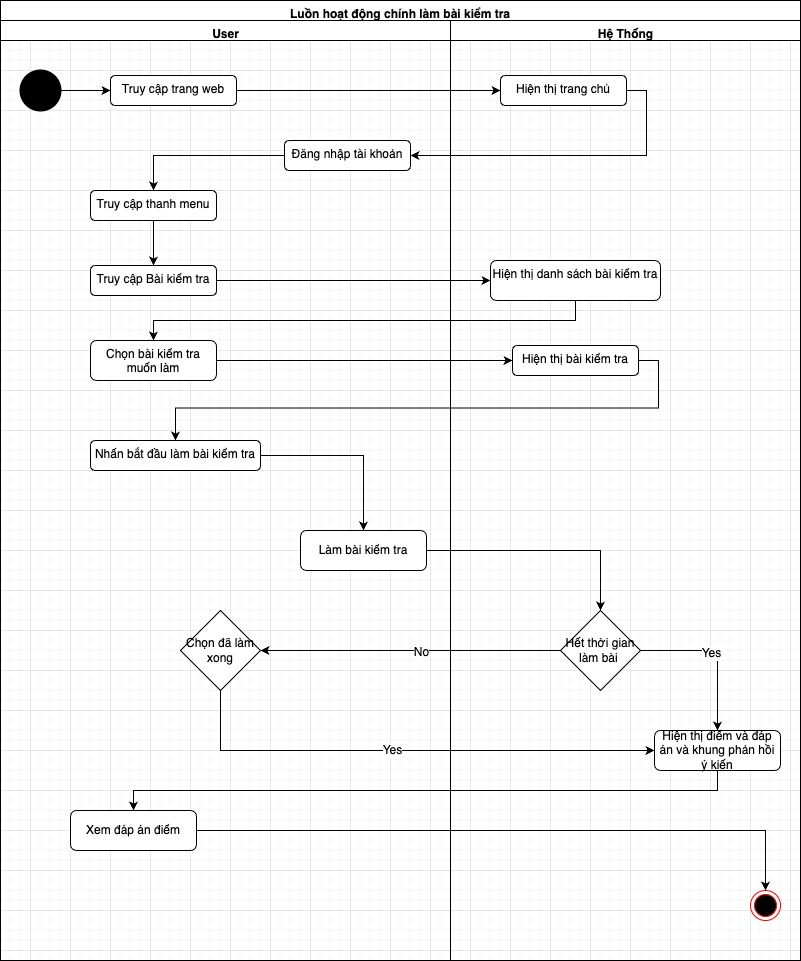 Luồn hoạt động chính làm bài kiểm tra
User
Hệ Thống
Truy cập trang web
Hiện thị trang chủ
Đăng nhập tài khoản
Truy cập thanh menu
Truy cập Bài kiểm tra
Hiện thị danh sách bài kiểm tra
Chọn bài kiểm tra
muốn làm
Hiện thị bài kiểm tra
Nhấn bắt đầu làm bài kiểm tra
Làm bài kiểm tra
Chọn đã làm
xong
No
Hết thời gian
làm bài
Yes
Yes
Hiện thị điểm và đáp
án và khung phản hồi
ý kiến
Xem đáp án điểm